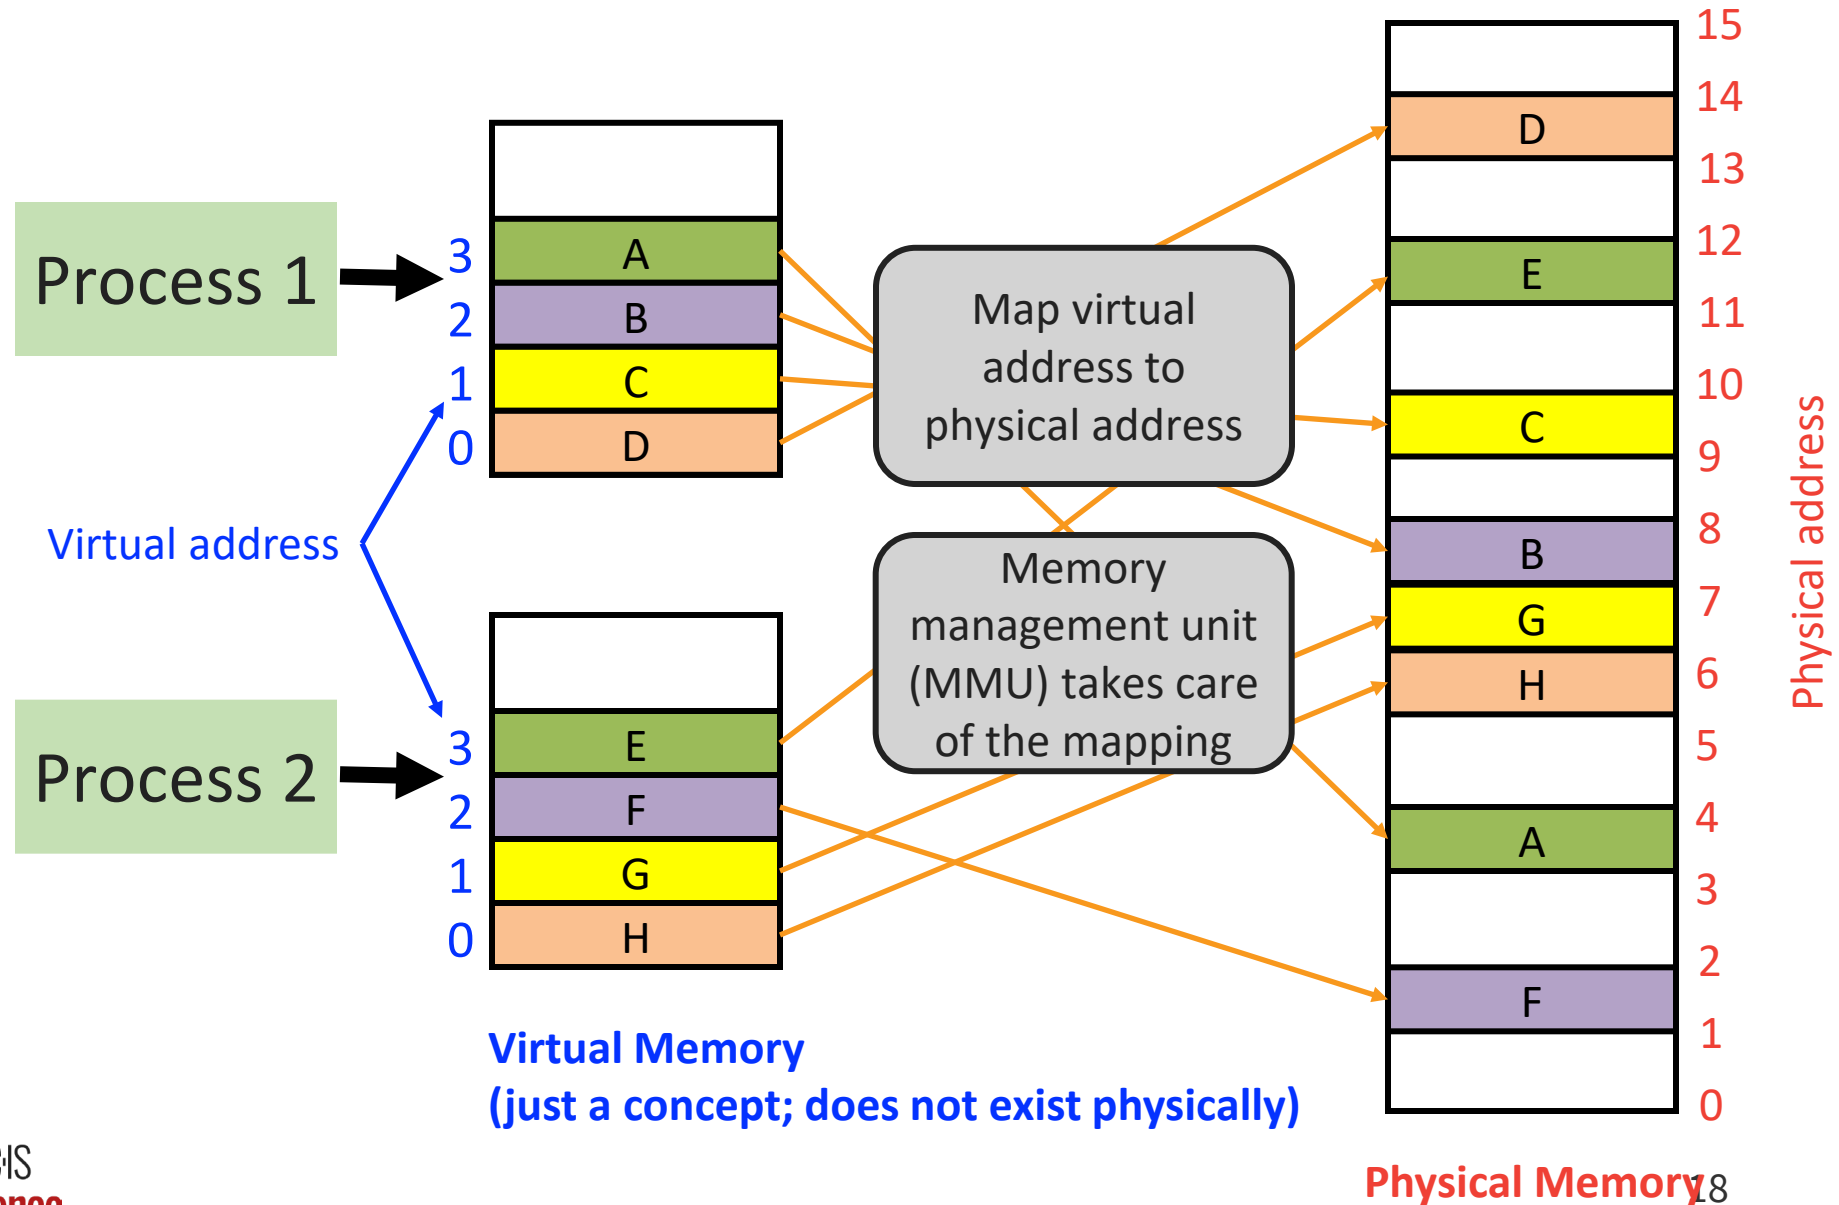 Process 1
3
2
1
0
A
B
C
D
Virtual address
Process 2
3
2
1
0
E
F
G
H
Map virtual
address to
physical address
Memory
management unit
(MMU) takes care
of the mapping
Virtual Memory
(just a concept; does not exist physically)
D
E
C
B
G
H
A
F
15
14
13
12
11
10
9
8
7
6
5
4
3
2
1
0
Physical address
Physical Memory
18